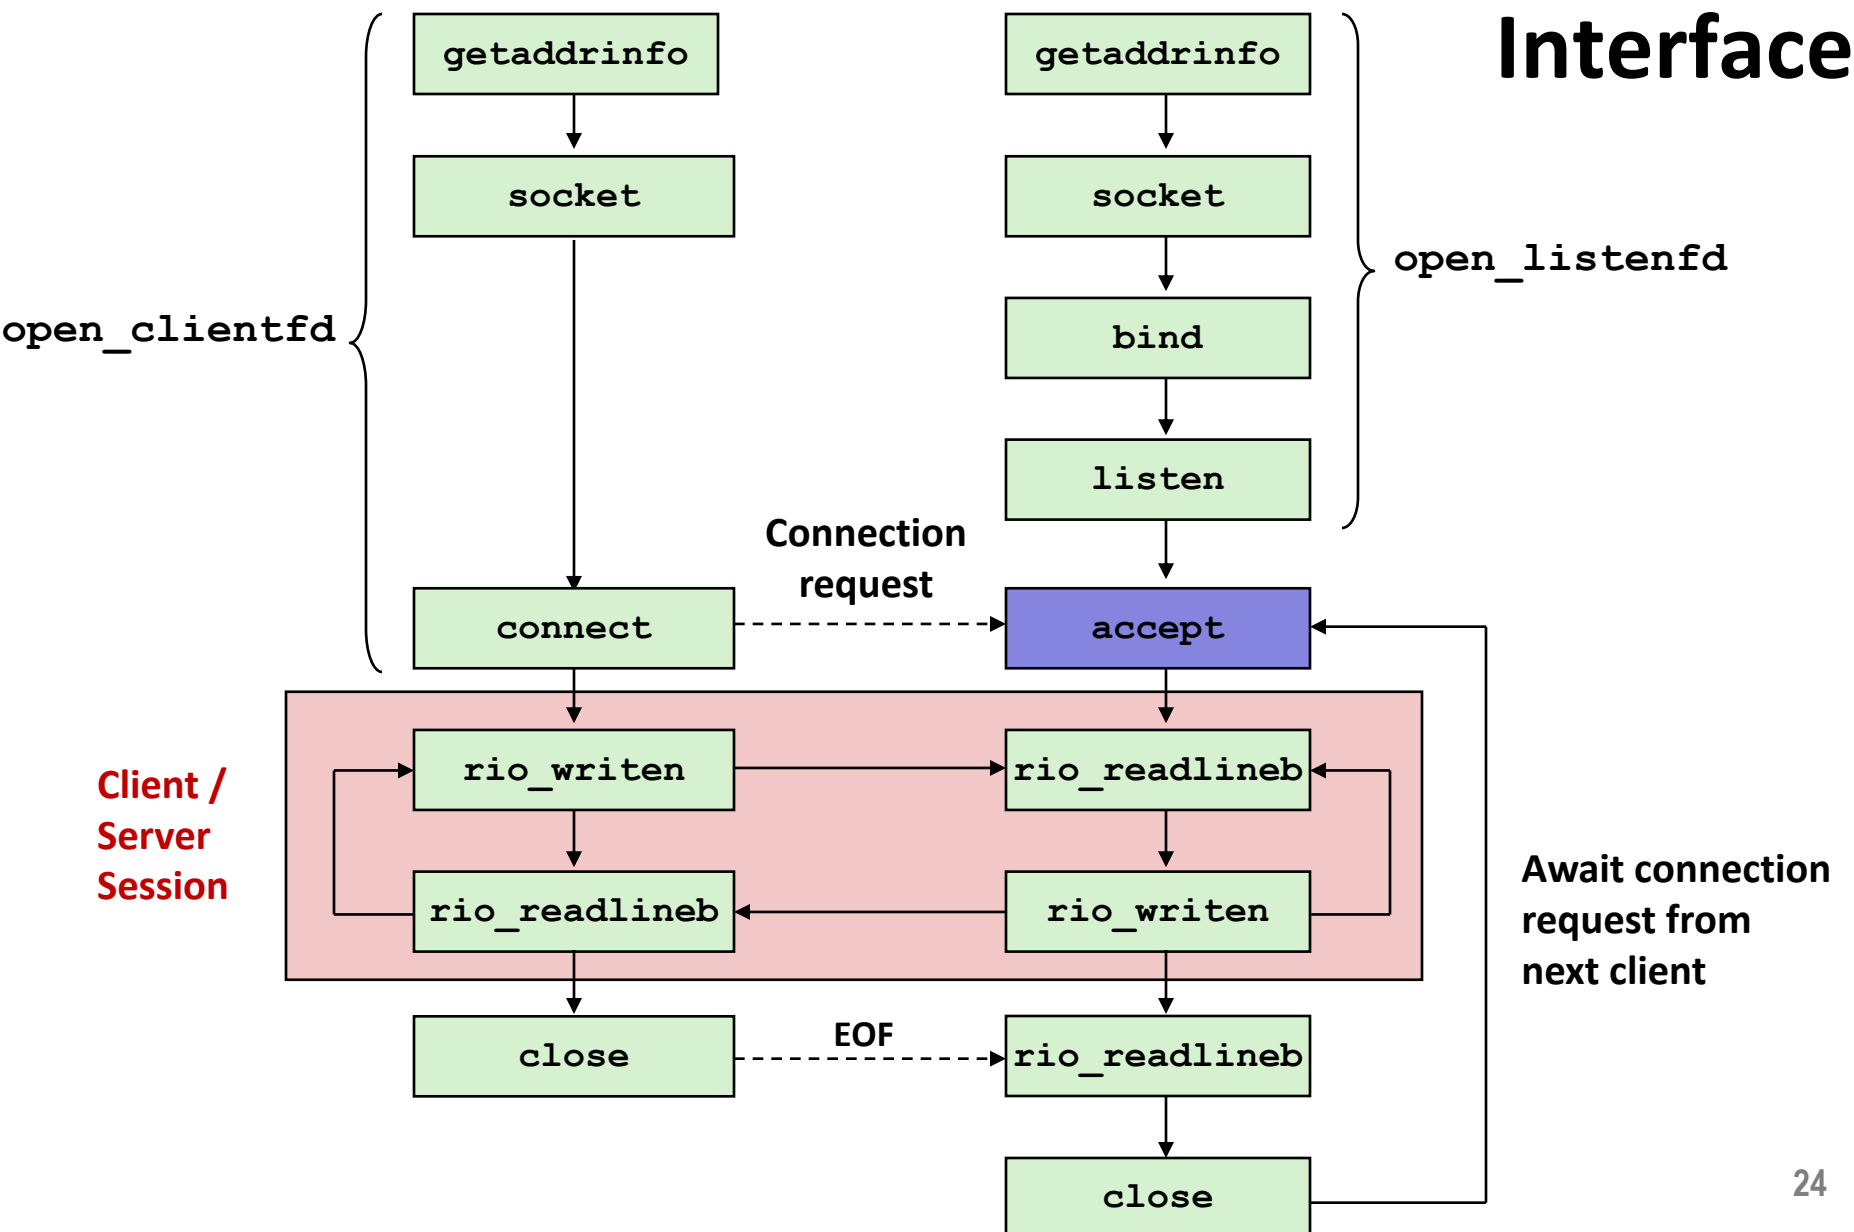 Interface
getaddrinfo
getaddrinfo
socket
socket
open_listenfd
open_clientfd
bind
listen
Connection
request
connect
accept
Client /
Server
Session
rio_writen
rio_readlineb
rio_readlineb
rio_writen
Await connection
request from
next client
close
EOF
rio_readlineb
close
24